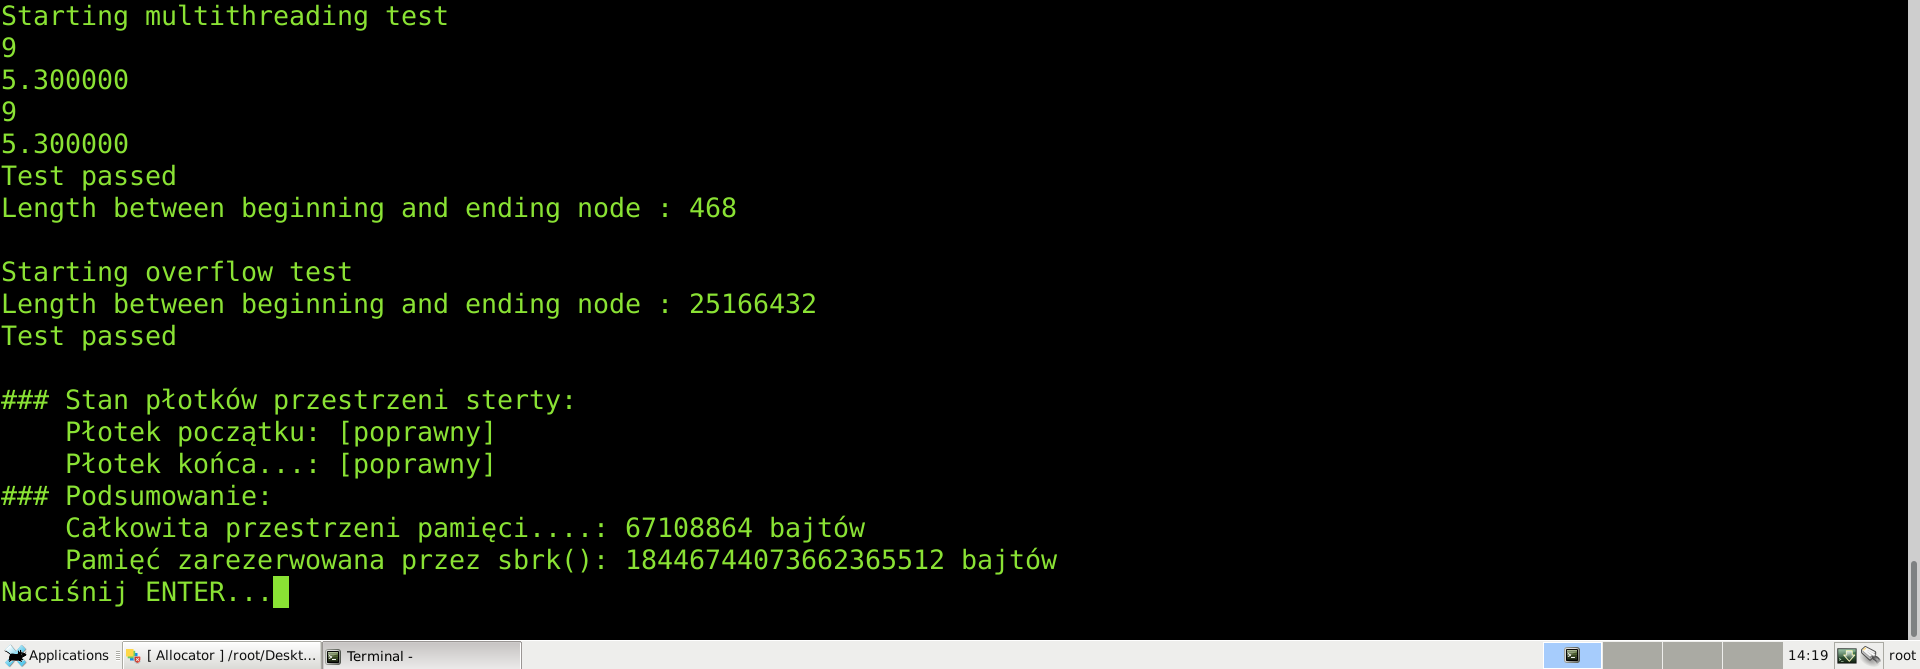 Starting multithreading test
9
5.300000
9
5.300000
Test passed
Length between beginning and ending node : 468
Starting overflow test
Length between beginning and ending node : 25166432
Test passed
### Stan płotków przestrzeni sterty:
Płotek początku: [poprawny]
Płotek końca...: [poprawny]
### Podsumowanie:
Całkowita przestrzeni pamięci....: 67108864 bajtów
Pamięć zarezerwowana przez sbrk(): 18446744073662365512 bajtów
Naciśnij ENTER...
Applications [ Allocator ] /root/Deskt... Terminal - 14:19 root